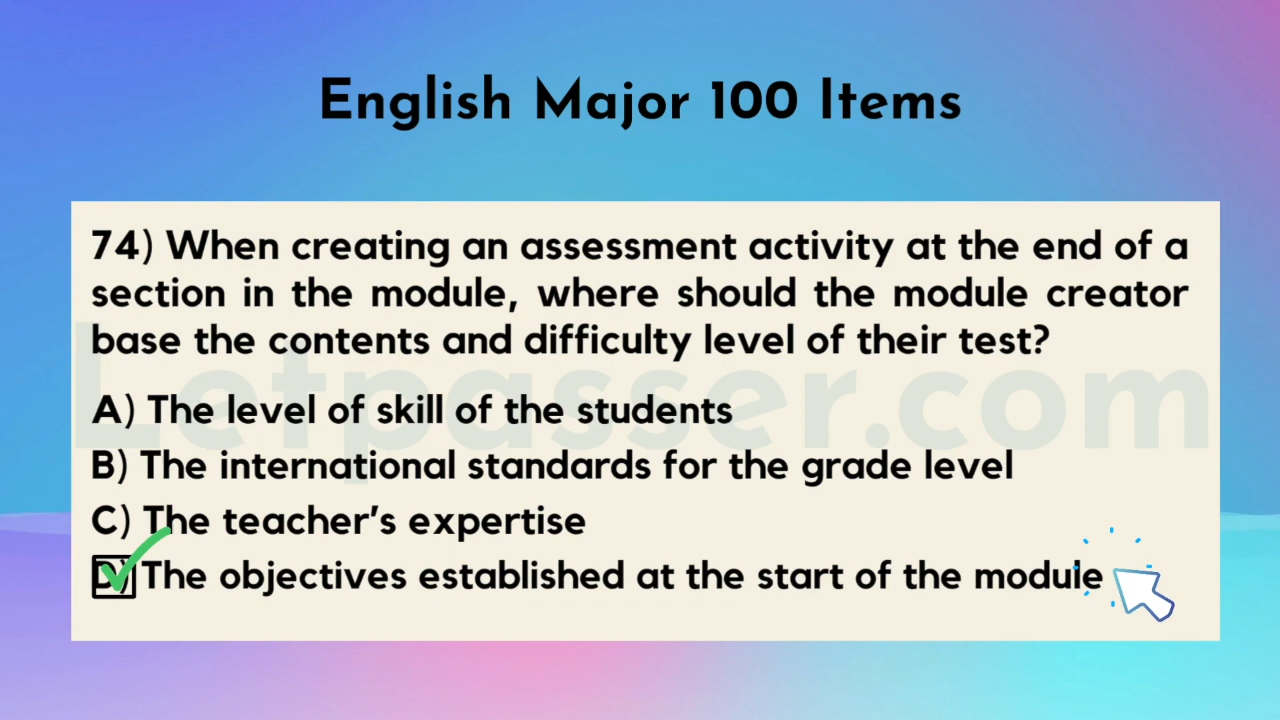 English Major 100 Items
74) When creating an assessment activity at the end of a
section in the module, where should the module creator
base the contents and difficulty level of their test?
Letpasser.com
A) The level of skill of the students
B) The international standards for the grade level
C) The teacher’s expertise
D) The objectives established at the start of the module